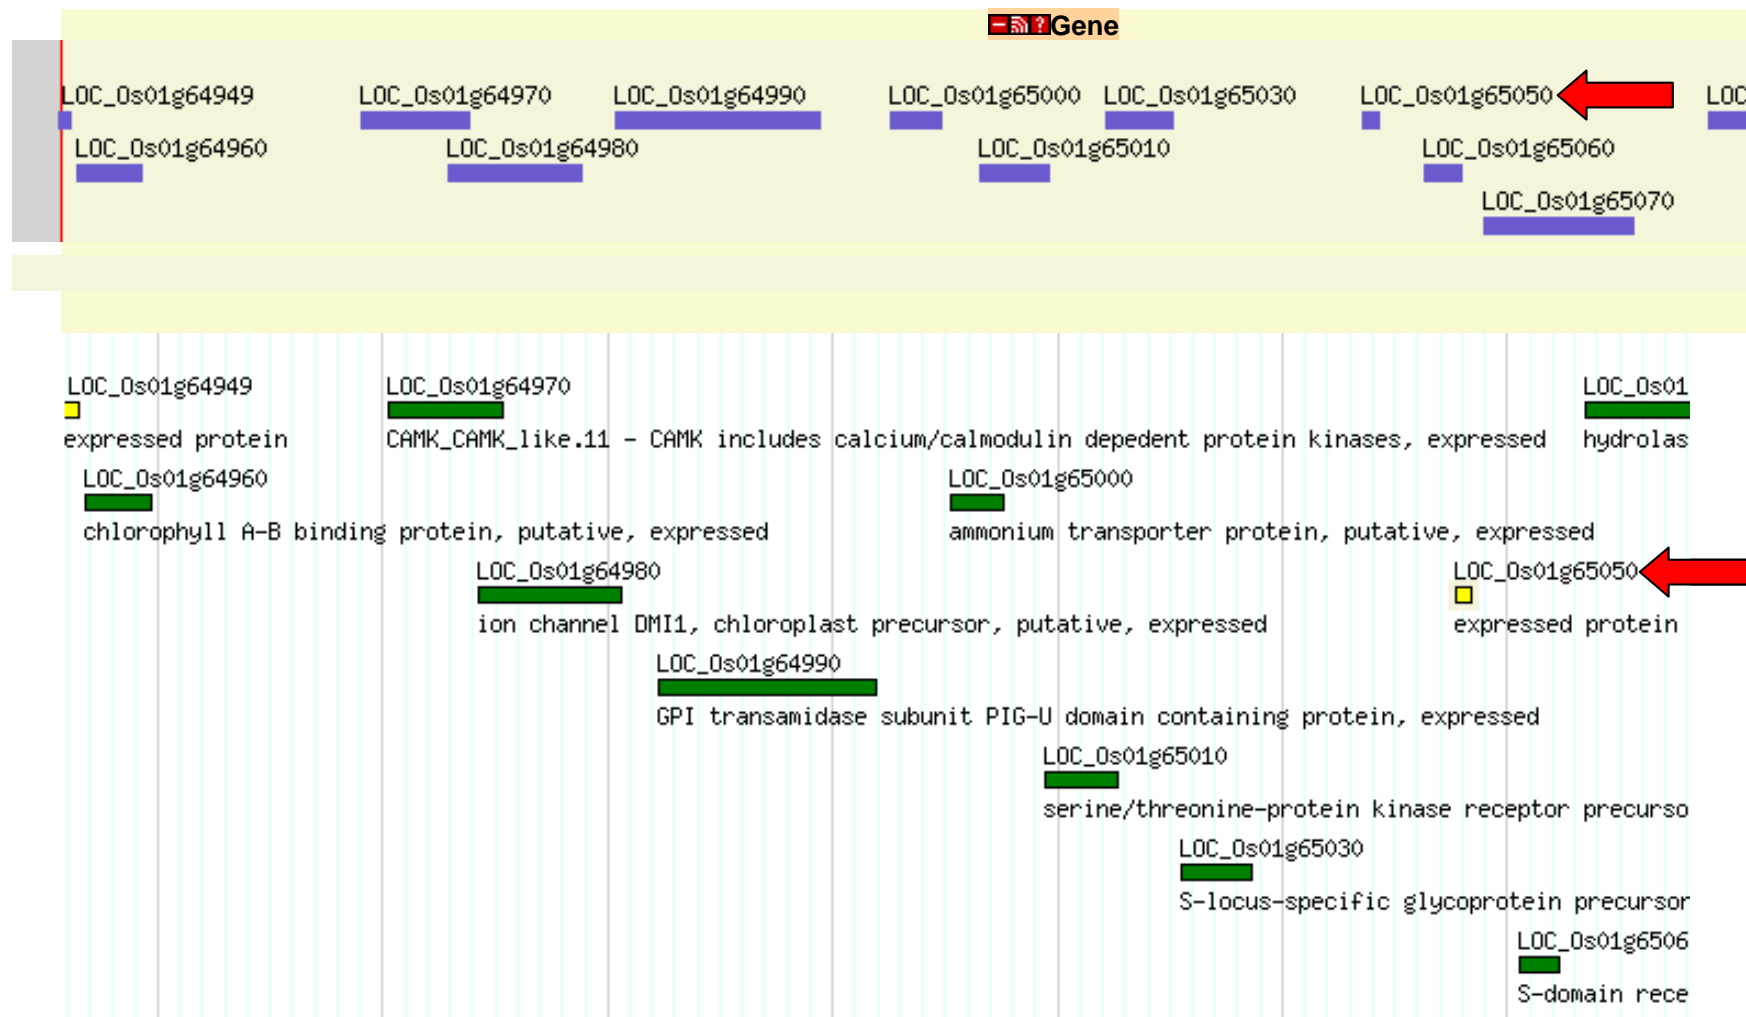 Gene
LOC_Os01g64949 LOC_Os01g64970 LOC_Os01g64990 LOC_Os01g65000 LOC_Os01g65030 LOC_Os01g65050 LOC
LOC_Os01g64960 LOC_Os01g64980 LOC_Os01g65010 LOC_Os01g65060
LOC_Os01g65070
LOC_Os01g64949 LOC_Os01g64970 LOC_Os01
expressed protein CAMK_CAMK_like.11 - CAMK includes calcium/calmodulin depedent protein kinases, expressed hydrolas
LOC_Os01g64960 LOC_Os01g65000
chlorophyll A-B binding protein, putative, expressed ammonium transporter protein, putative, expressed
LOC_Os01g64980 LOC_Os01g65050
ion channel DMI1, chloroplast precursor, putative, expressed expressed protein
LOC_Os01g64990
GPI transamidase subunit PIG-U domain containing protein, expressed
LOC_Os01g65010
serine/threonine-protein kinase receptor precurso
LOC_Os01g65030
S-locus-specific glycoprotein precursor
LOC_Os01g6506
S-domain rece